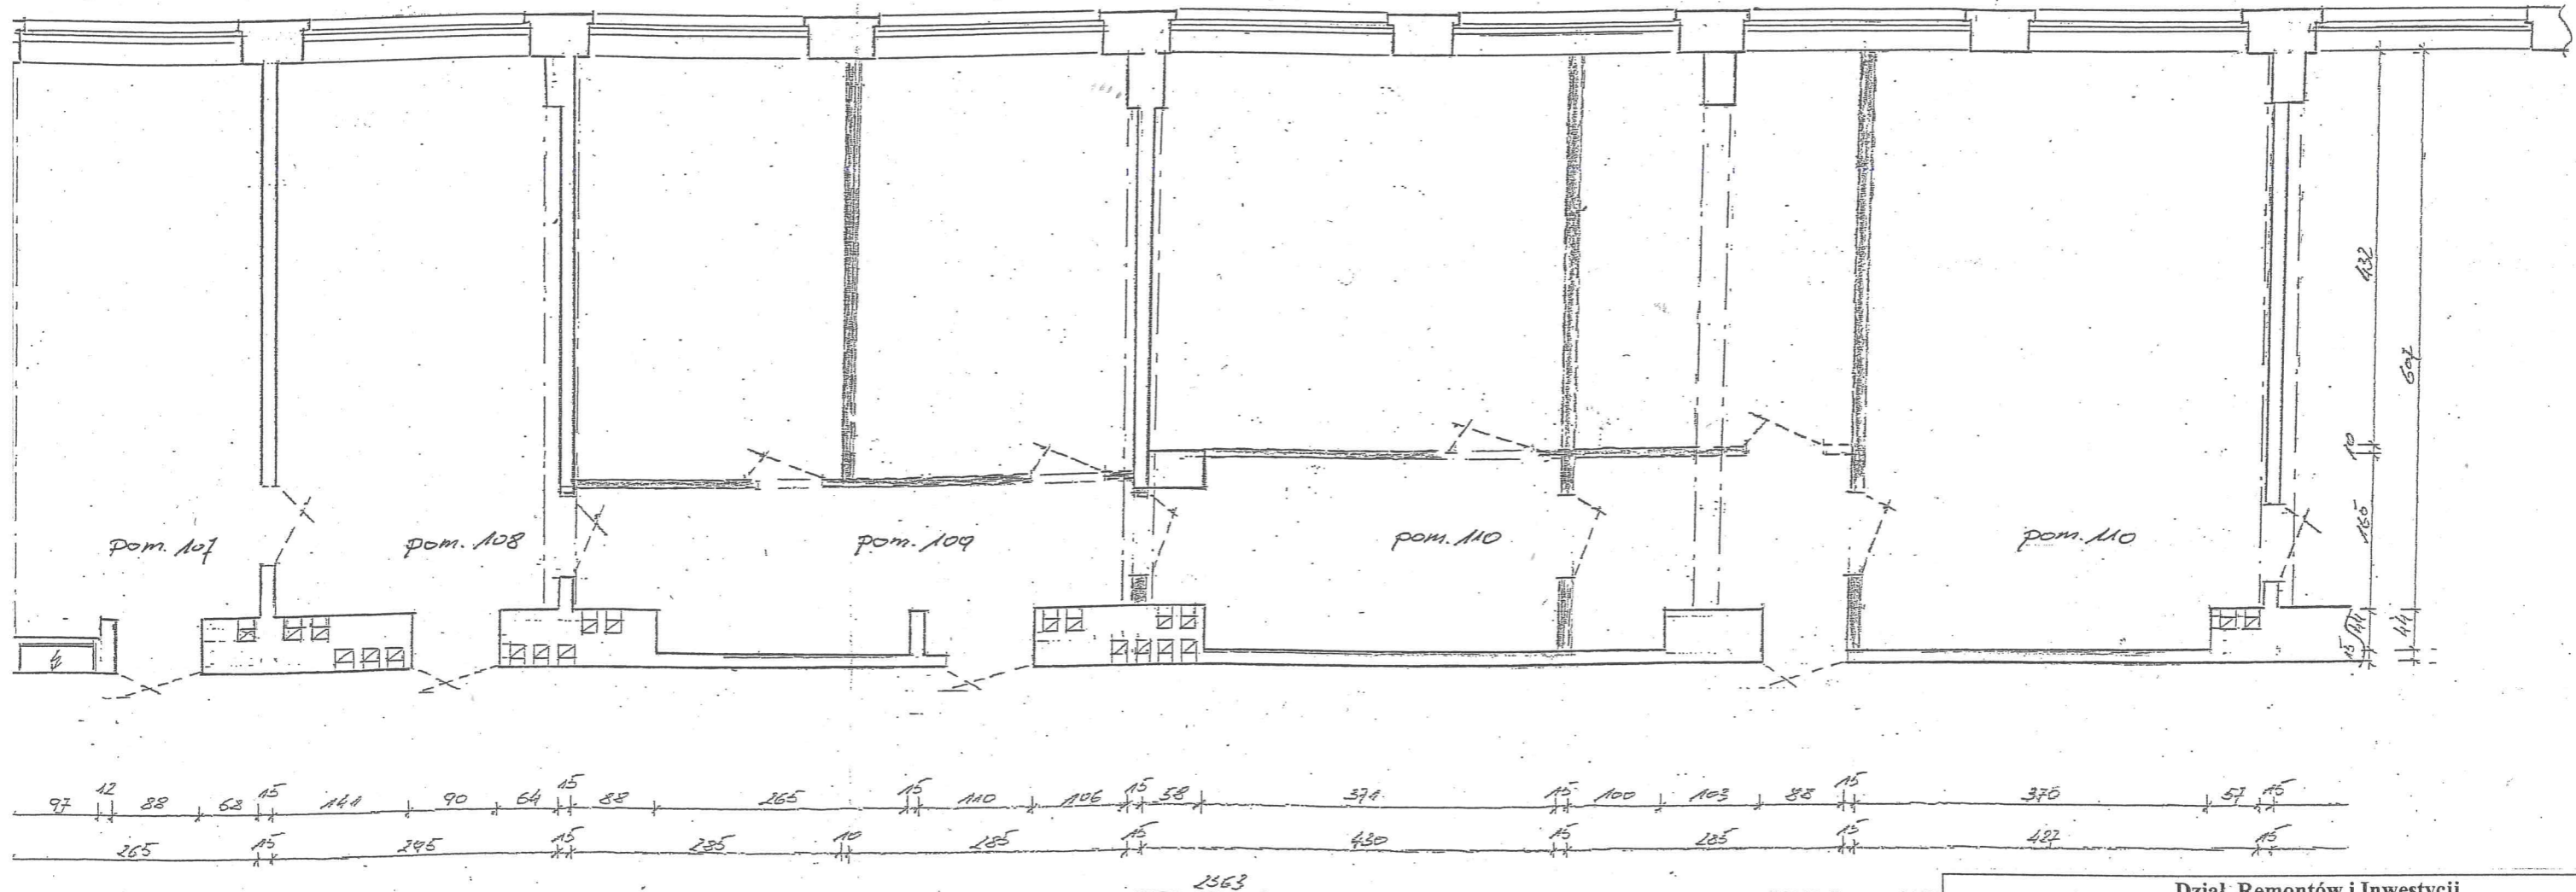 432
607
10
165
44
44
15
pom. 107
pom. 108
pom. 109
pom. 110
pom. 110
97 12 88 68 15 141 90 64 15 88 265 15 110 106 15 58 371 15 100 103 88 15 370 57 15
265 15 295 15 285 10 285 15 430 15 285 15 427 15
2363
Dział Remontów i Inwestycji